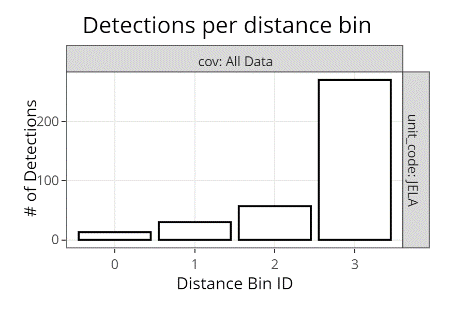 Detections per distance bin
cov: All Data
unit_code: JELA
# of Detections
200
100
0
0 1 2 3
Distance Bin ID